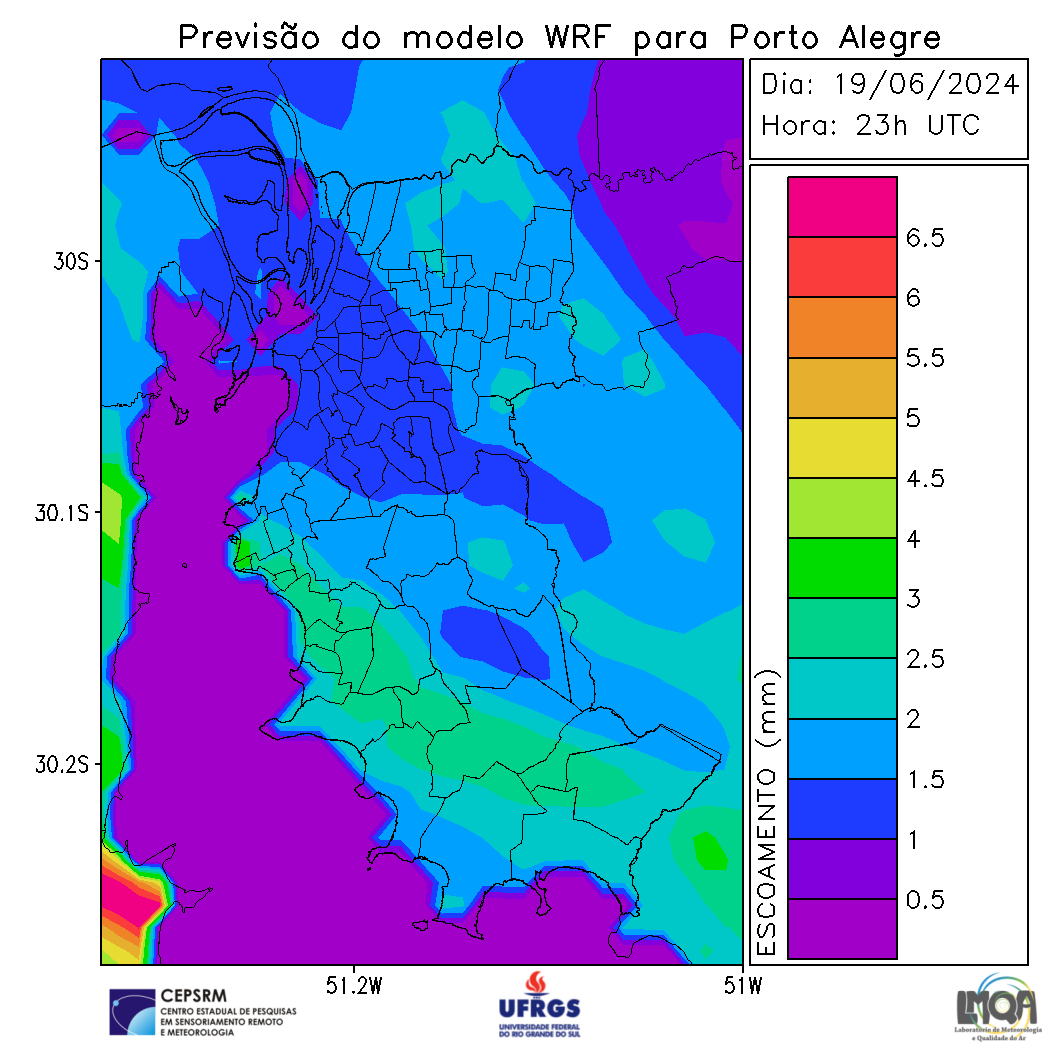 Previsão do modelo WRF para Porto Alegre
Dia: 19/06/2024
Hora: 23h UTC
30S
30.1S
30.2S
51.2W
51W
ESCOAMENTO (mm)
6.5
6
5.5
5
4.5
4
3
2.5
2
1.5
1
0.5
CEPSRM
CENTRO ESTADUAL DE PESQUISAS
EM SENSORIAMENTO REMOTO
E METEOROLOGIA
UFRGS
UNIVERSIDADE FEDERAL
DO RIO GRANDE DO SUL
LMQA
Laboratório de Meteorologia
e Qualidade do Ar